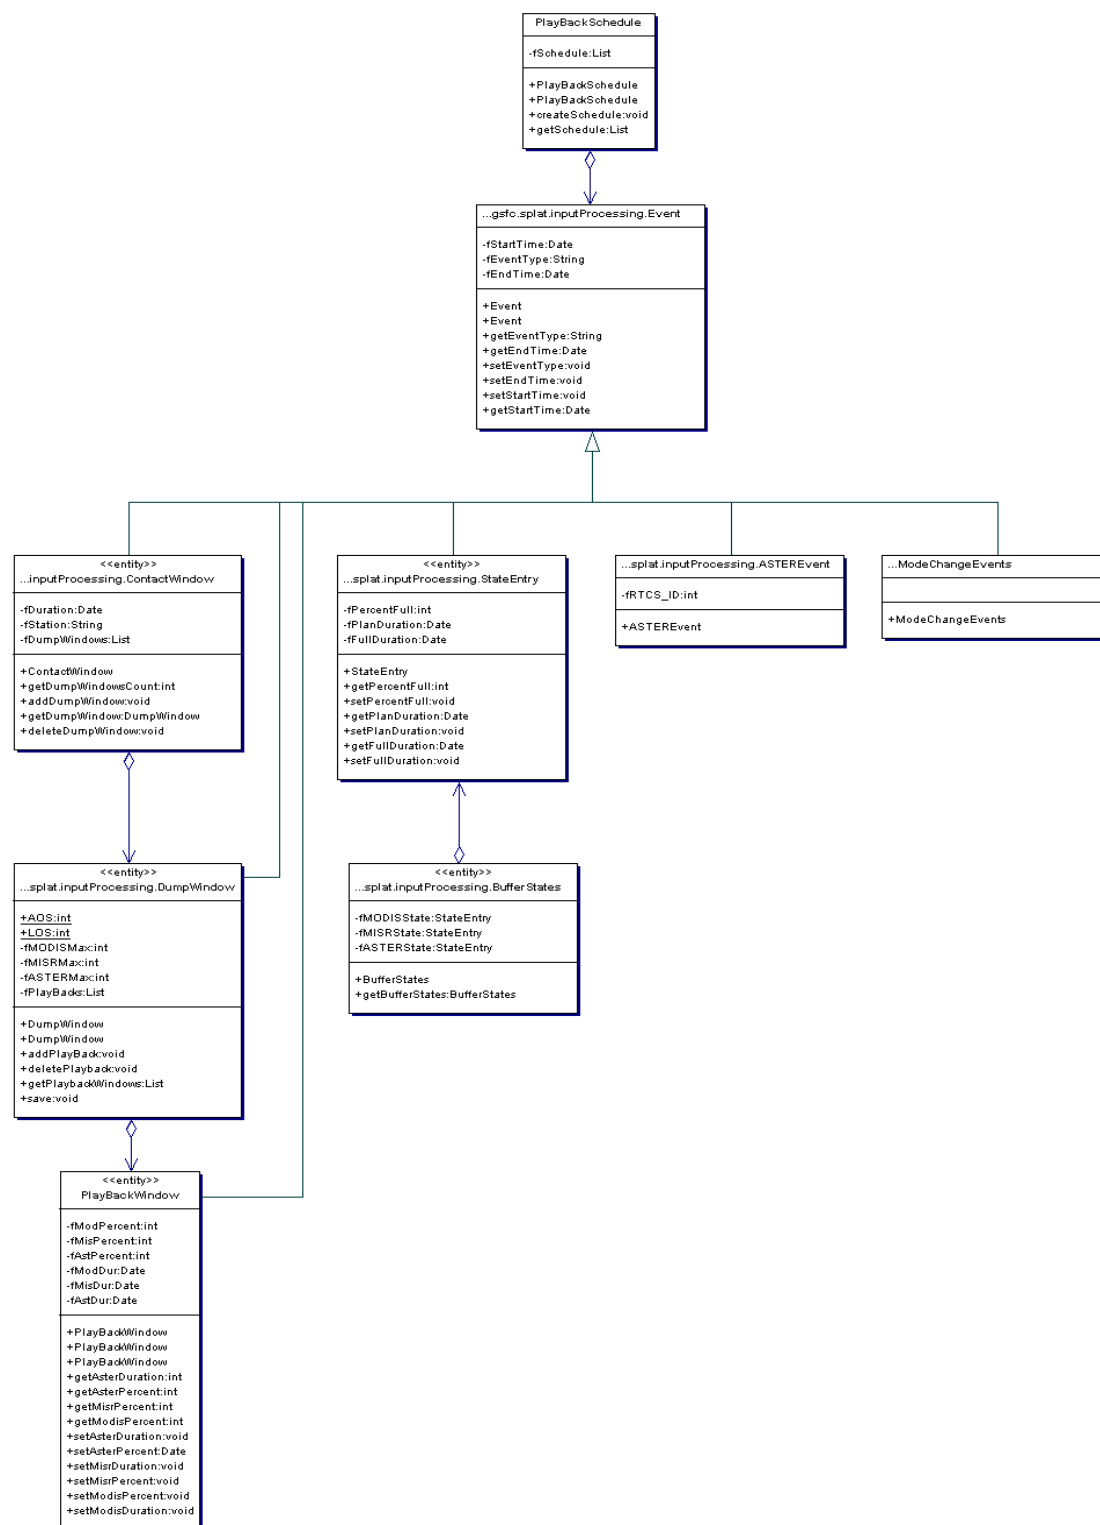 PlayBackSchedule
-fSchedule:List
+PlayBackSchedule
+PlayBackSchedule
+createSchedule:void
+getSchedule:List
...gsfc.splat.inputProcessing.Event
-fStartTime:Date
-fEventType:String
-fEndTime:Date
+Event
+Event
+getEventType:String
+getEndTime:Date
+setEventType:void
+setEndTime:void
+setStartTime:void
+getStartTime:Date
<<entity>>
...inputProcessing.ContactWindow
-fDuration:Date
-fStation:String
-fDumpWindows:List
+ContactWindow
+getDumpWindowsCount:int
+addDumpWindow:void
+getDumpWindow:DumpWindow
+deleteDumpWindow:void
<<entity>>
...splat.inputProcessing.StateEntry
-fPercentFull:int
-fPlanDuration:Date
-fFullDuration:Date
+StateEntry
+getPercentFull:int
+setPercentFull:void
+getPlanDuration:Date
+setPlanDuration:void
+getFullDuration:Date
+setFullDuration:void
...splat.inputProcessing.ASTEREvent
-fRTCS_ID:int
+ASTEREvent
...ModeChangeEvents
+ModeChangeEvents
<<entity>>
...splat.inputProcessing.DumpWindow
+AOS:int
+LOS:int
-fMODISMax:int
-fMISRMax:int
-fASTERMax:int
-fPlayBacks:List
+DumpWindow
+DumpWindow
+addPlayBack:void
+deletePlayback:void
+getPlaybackWindows:List
+save:void
<<entity>>
...splat.inputProcessing.BufferStates
-fMODISState:StateEntry
-fMISRState:StateEntry
-fASTERState:StateEntry
+BufferStates
+getBufferStates:BufferStates
<<entity>>
PlayBackWindow
-fModPercent:int
-fMisPercent:int
-fAstPercent:int
-fModDur:Date
-fMisDur:Date
-fAstDur:Date
+PlayBackWindow
+PlayBackWindow
+PlayBackWindow
+getAsterDuration:int
+getAsterPercent:int
+getMisrPercent:int
+getModisPercent:int
+setAsterDuration:void
+setAsterPercent:Date
+setMisrDuration:void
+setMisrPercent:void
+setModisPercent:void
+setModisDuration:void